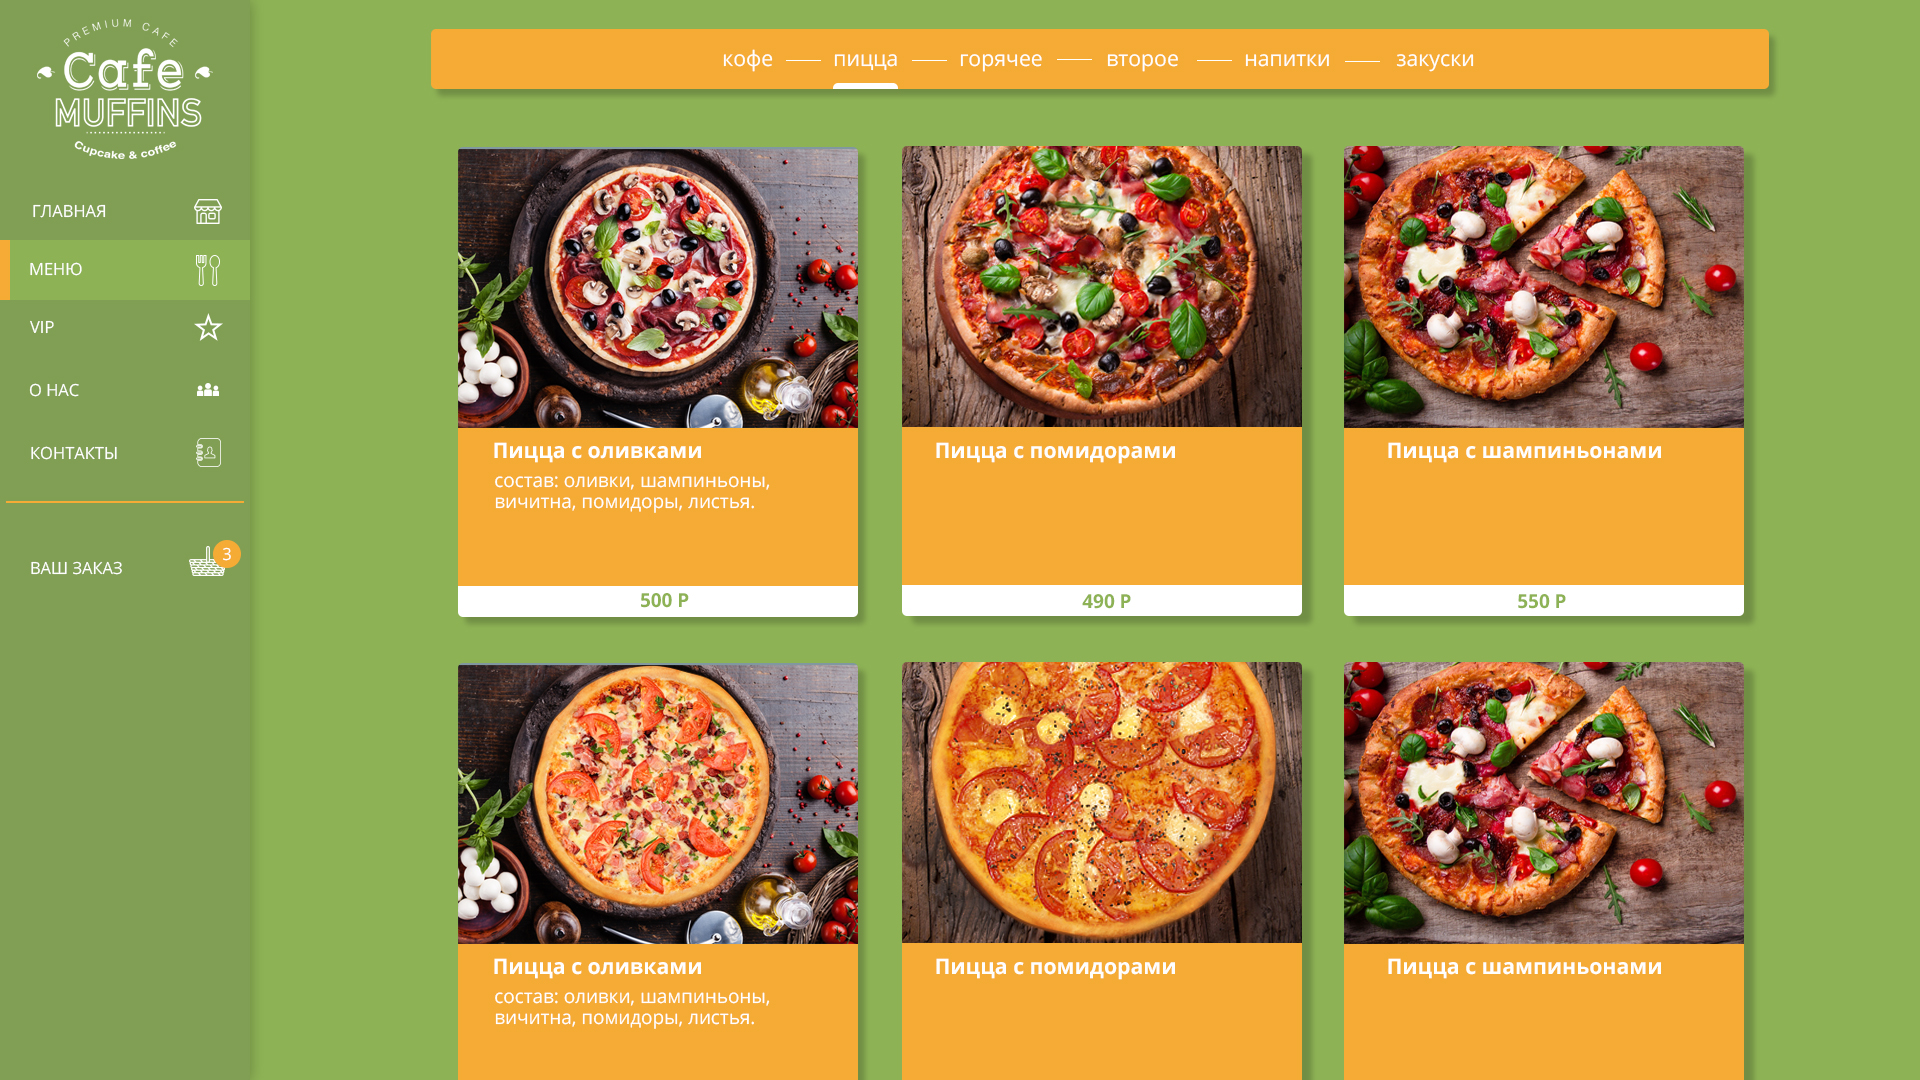 PREMIUM CAFE
Cafe
MUFFINS
Cupcake & coffee
ГЛАВНАЯ
МЕНЮ
VIP
О НАС
КОНТАКТЫ
ВАШ ЗАКАЗ
3
кофе — пицца — горячее — второе — напитки — закуски
Пицца с оливками
состав: оливки, шампиньоны,
вичитна, помидоры, листья.
500 Р
Пицца с помидорами
490 Р
Пицца с шампиньонами
550 Р
Пицца с оливками
состав: оливки, шампиньоны,
вичитна, помидоры, листья.
Пицца с помидорами
Пицца с шампиньонами